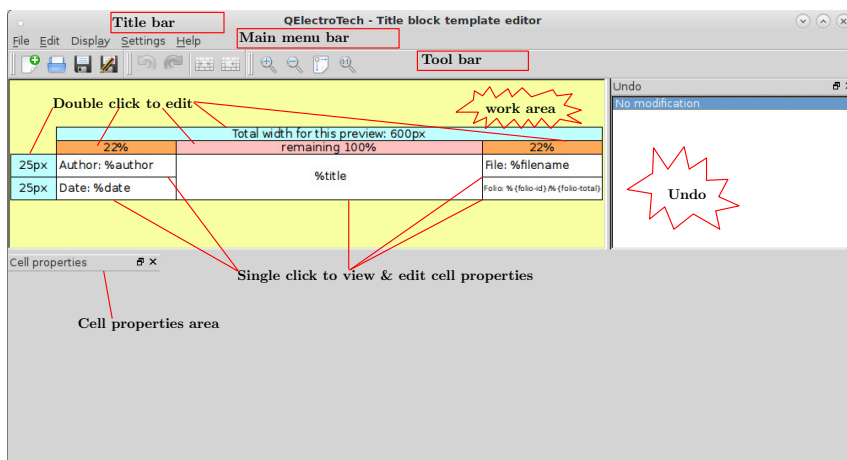 Title bar
QElectroTech - Title block template editor
File Edit Display Settings Help
Main menu bar
Tool bar
Undo
No modification
Double click to edit
work area
Total width for this preview: 600px
22%
remaining 100%
22%
25px
Author: %author
%title
File: %filename
25px
Date: %date
Folio: %{folio-id}/%{folio-total}
Undo
Cell properties
Single click to view & edit cell properties
Cell properties area